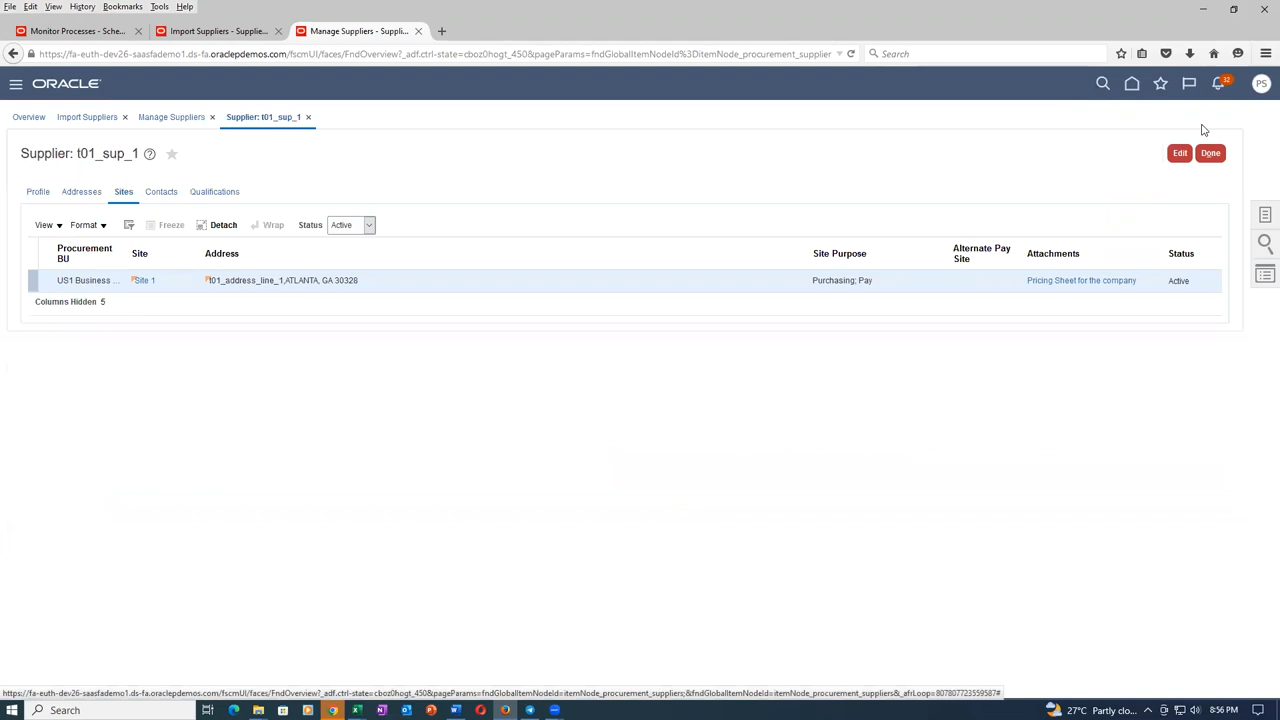 File Edit View History Bookmarks Tools Help
Monitor Processes - Sche... Import Suppliers - Supplie... Manage Suppliers - Suppli...
https://fa-euth-dev26-saasfademo1.ds-fa.oraclepdemos.com/fscmUI/faces/FndOverview?_adf.ctrl-state=cboz0hogt_450&pageParams=fndGlobalItemNodeId%3DitemNode_procurement_supplier Search
ORACLE 32 PS
Overview Import Suppliers Manage Suppliers Supplier: t01_sup_1
Supplier: t01_sup_1 Edit Done
Profile Addresses Sites Contacts Qualifications
View Format Freeze Detach Wrap Status Active
Procurement BU Site Address Site Purpose Alternate Pay Site Attachments Status
US1 Business ... Site 1 t01_address_line_1,ATLANTA, GA 30328 Purchasing; Pay Pricing Sheet for the company Active
Columns Hidden 5
https://fa-euth-dev26-saasfademo1.ds-fa.oraclepdemos.com/fscmUI/faces/FndOverview?_adf.ctrl-state=cboz0hogt_450&pageParams=fndGlobalItemNodeId=itemNode_procurement_suppliers;&fndGlobalItemNodeId=itemNode_procurement_suppliers&_afrLoop=807807723559587#
Search 27°C Partly clo... 8:56 PM